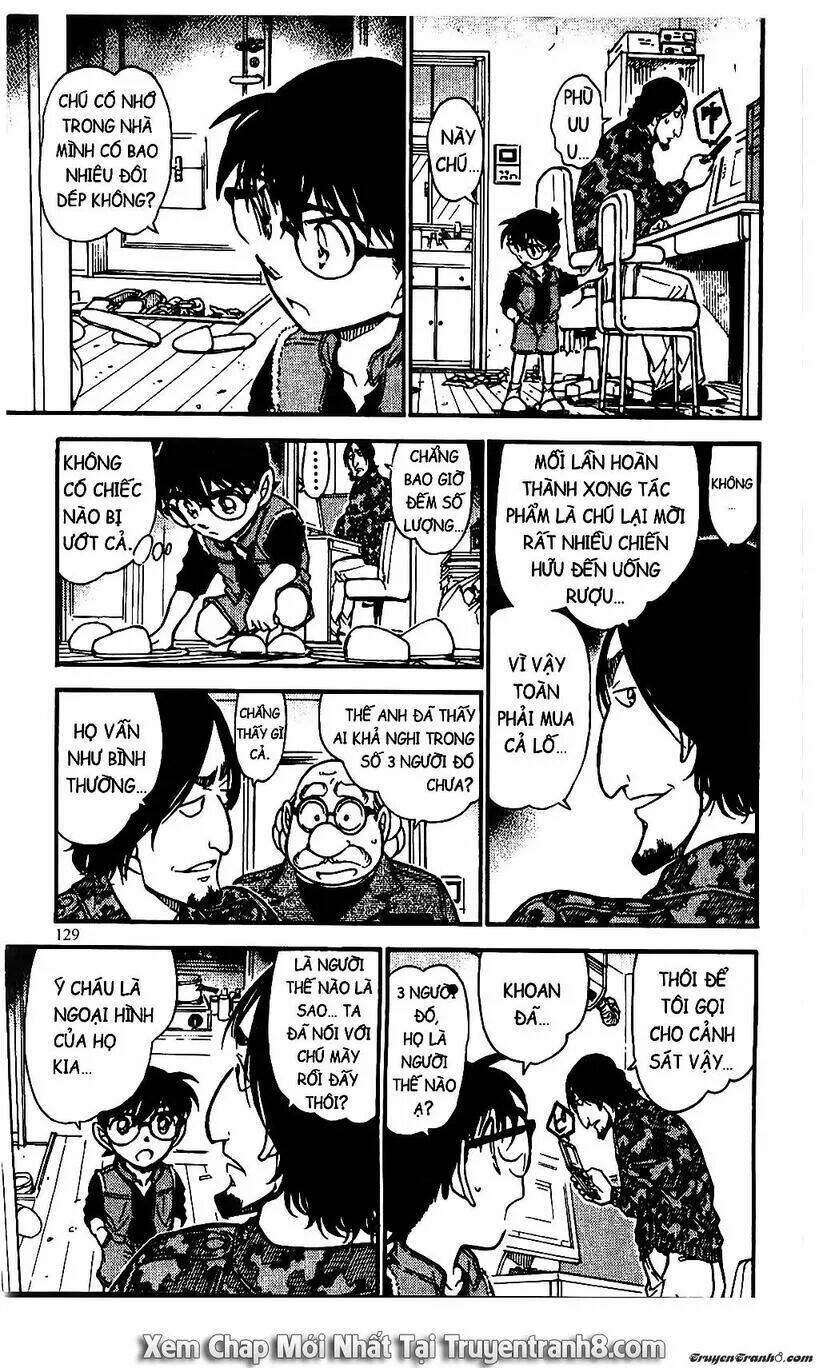 PHÙ
UU
U...
NÀY
CHÚ...
CHÚ CÓ NHỚ
TRONG NHÀ
MÌNH CÓ BAO
NHIÊU ĐÔI
DÉP KHÔNG?
KHÔNG
...
MỖI LẦN HOÀN
THÀNH XONG TÁC
PHẨM LÀ CHÚ LẠI MỜI
RẤT NHIỀU CHIẾN
HỮU ĐẾN UỐNG
RƯỢU...
VÌ VẬY
TOÀN
PHẢI MUA
CẢ LỐ...
CHẲNG
BAO GIỜ
ĐẾM SỐ
LƯỢNG...
......
KHÔNG
CÓ CHIẾC
NÀO BỊ
ƯỚT CẢ.
THẾ ANH ĐÃ THẤY
AI KHẢ NGHI TRONG
SỐ 3 NGƯỜI ĐÓ
CHƯA?
CHẲNG
THẤY GÌ
CẢ.
HỌ VẪN
NHƯ BÌNH
THƯỜNG...
129
THÔI ĐỂ
TÔI GỌI
CHO CẢNH
SÁT VẬY...
KHOAN
ĐÃ...
3 NGƯỜI
ĐÓ,
HỌ LÀ
NGƯỜI
THẾ NÀO
Ạ?
LÀ NGƯỜI
THẾ NÀO LÀ
SAO... TA
ĐÃ NÓI VỚI
CHÚ MÀY
RỒI ĐẤY
THÔI?
Ý CHÁU LÀ
NGOẠI HÌNH
CỦA HỌ
KIA...
Xem Chap Mới Nhất Tại Truyentranh8.com
TruyenTranh8.com